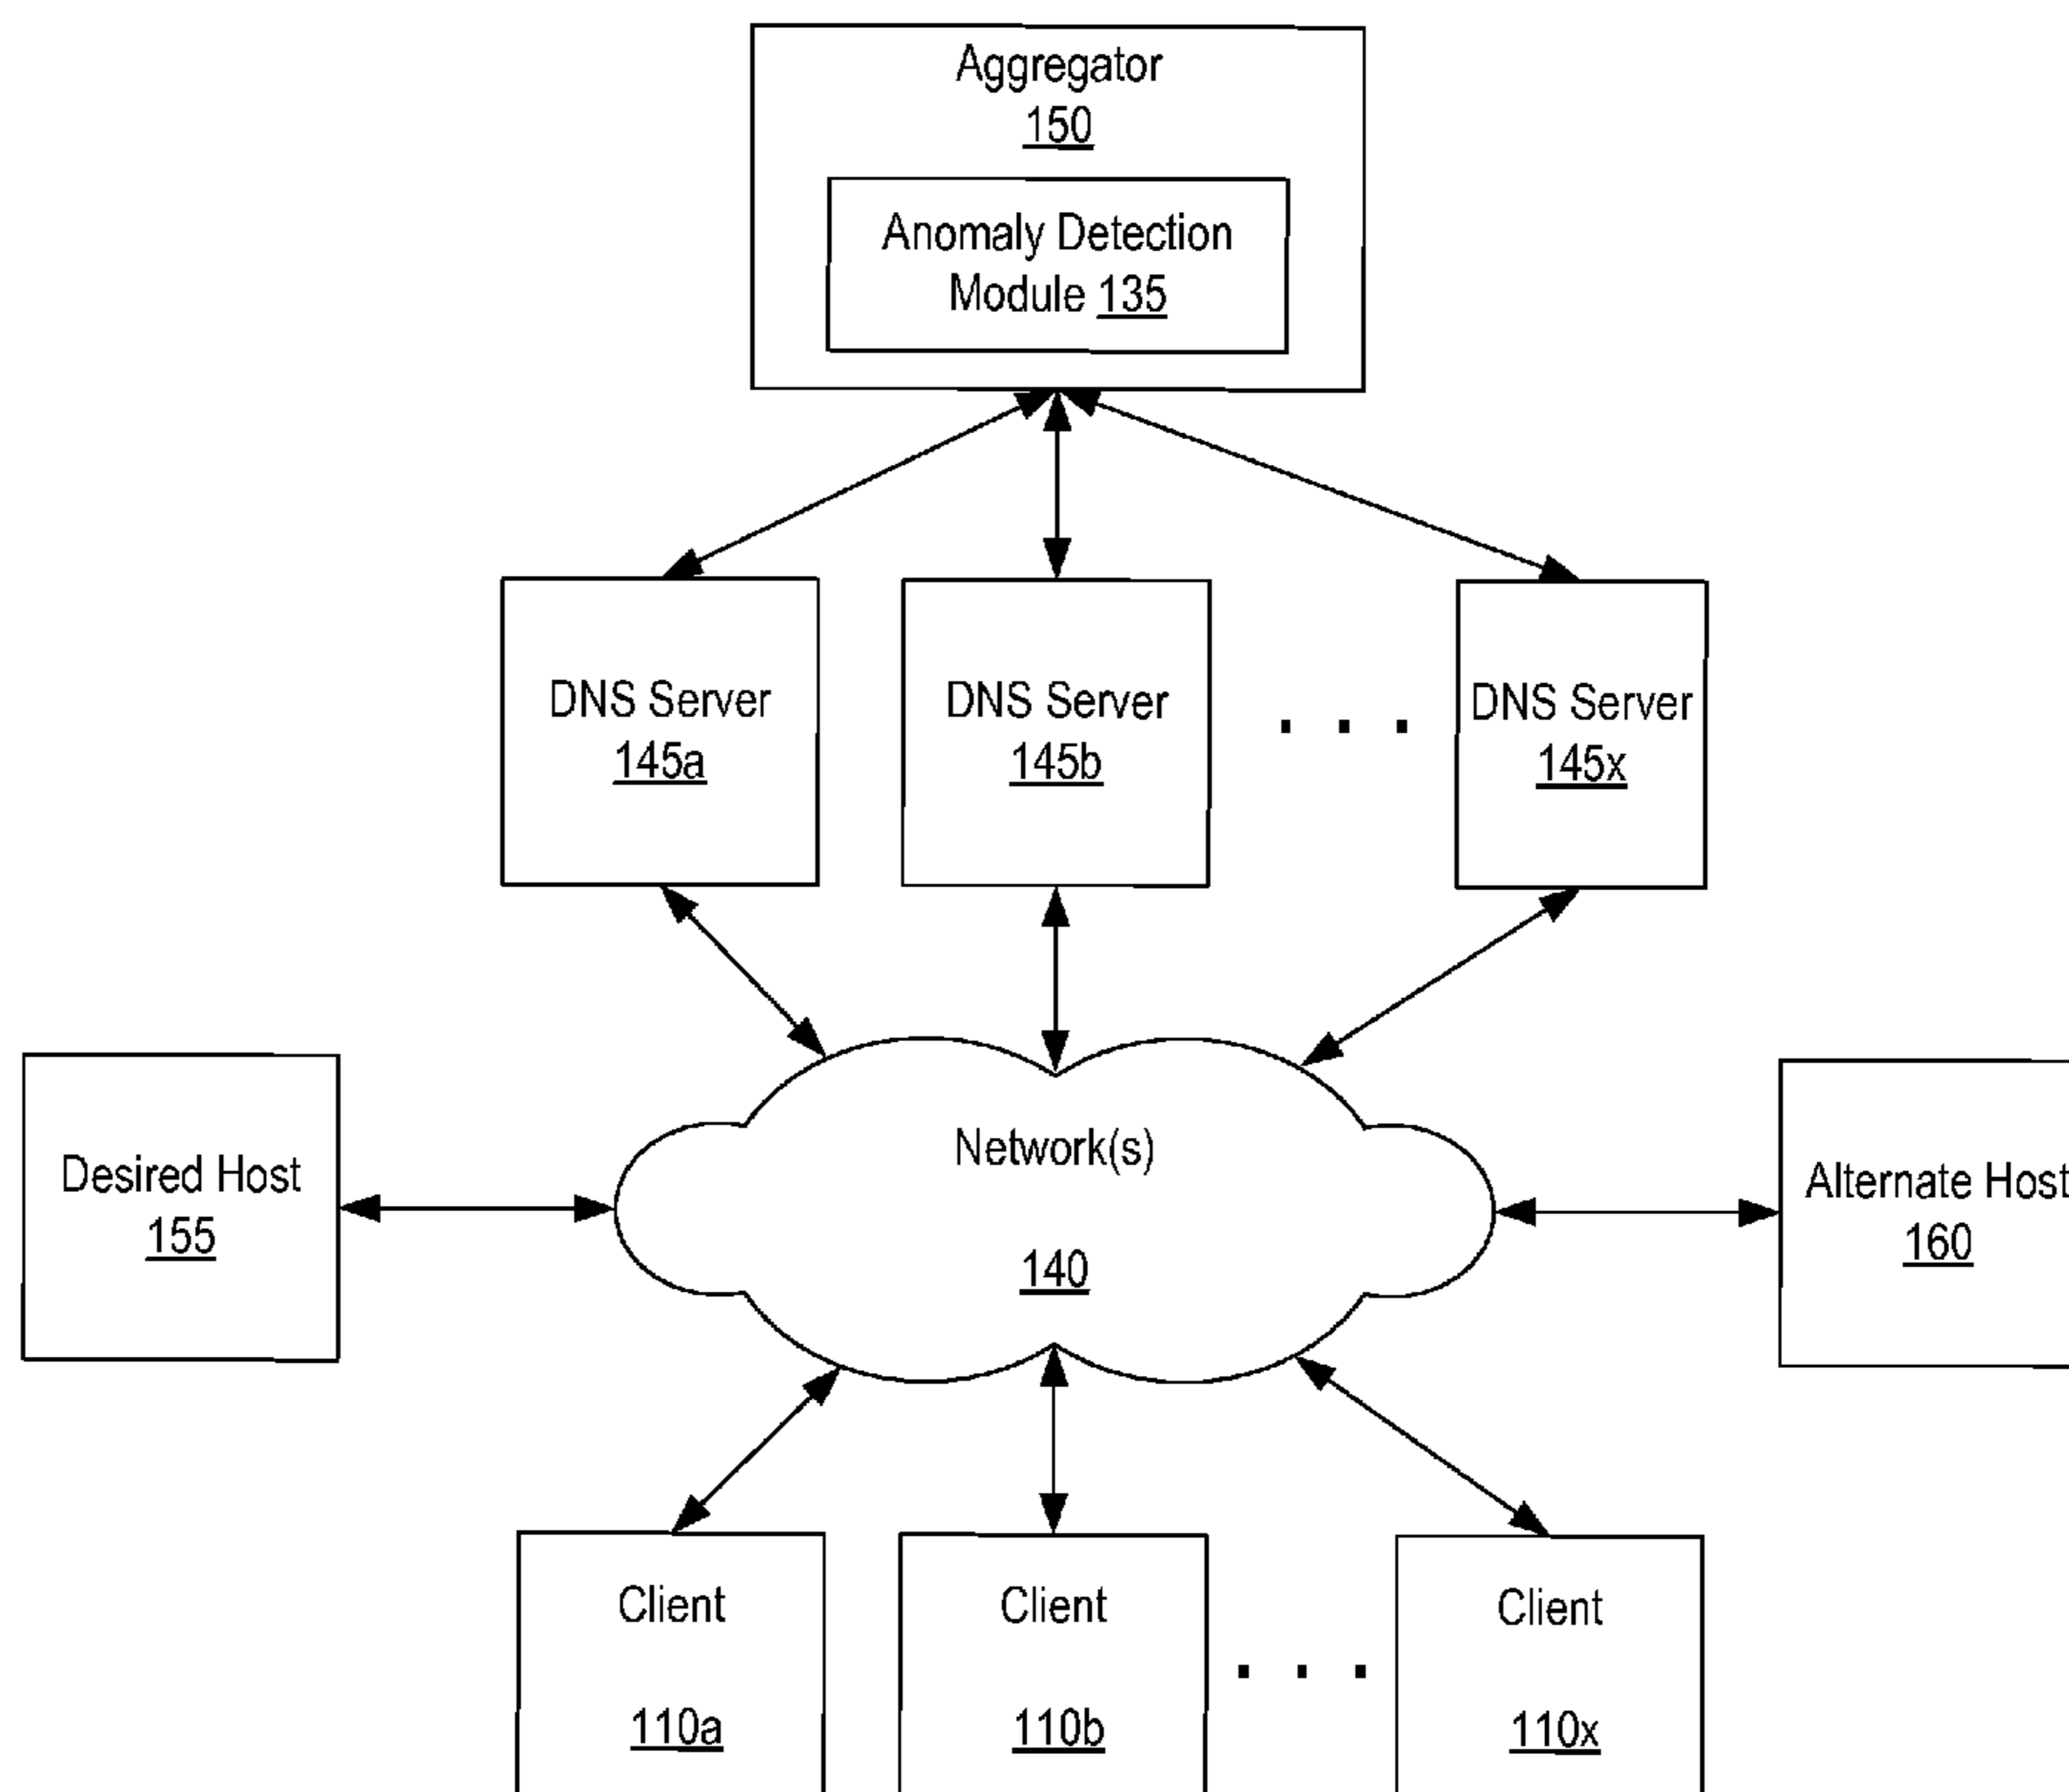 Aggregator
150
Anomaly Detection
Module 135
DNS Server
145a
DNS Server
145b
. . .
DNS Server
145x
Desired Host
155
Network(s)
140
Alternate Host
160
Client
110a
Client
110b
. . .
Client
110x